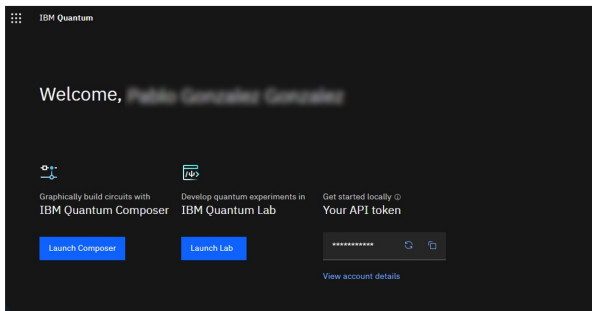 IBM Quantum
Welcome,
Graphically build circuits with
IBM Quantum Composer
Launch Composer
Develop quantum experiments in
IBM Quantum Lab
Launch Lab
Get started locally
Your API token
***********
View account details